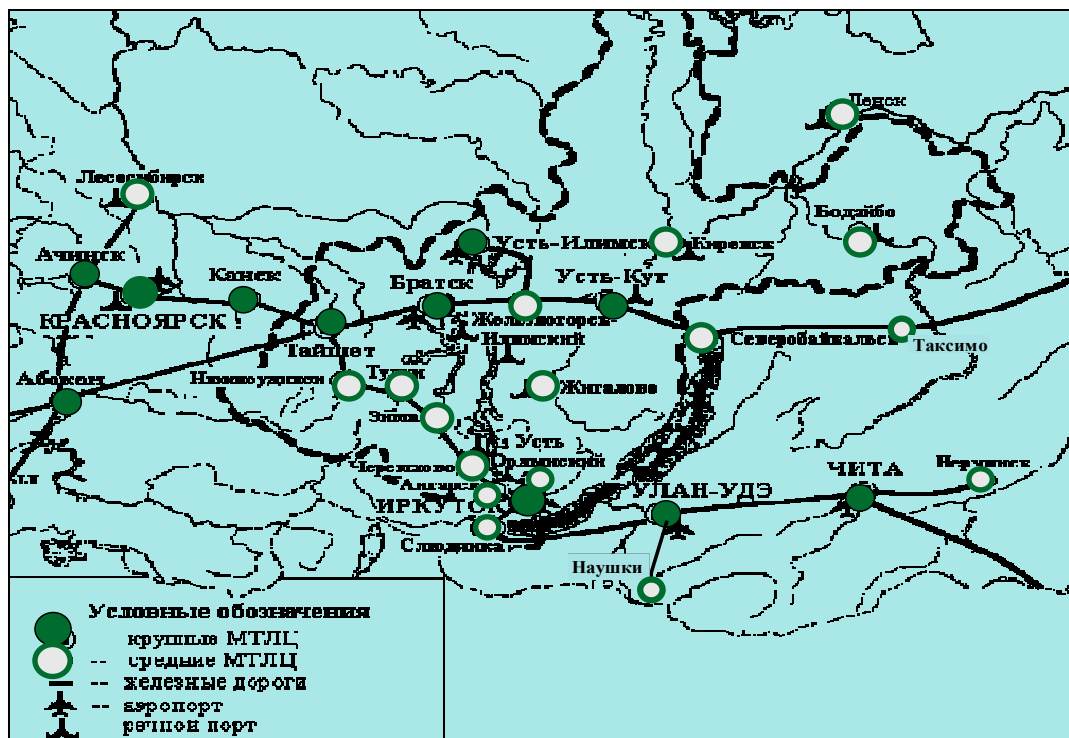 Ленск
Лесосибирск
Бодайбо
Усть-Илимск
Киренск
Ачинск
Канск
Братск
Усть-Кут
КРАСНОЯРСК
Железногорск-
Илимский
Северобайкальск
Таксимо
Тайшет
Абакан
Нижнеудинск
Тулун
Жигалово
Зима
Усть
Ордынский
Черемхово
Ангарск
ИРКУТСК
УЛАН-УДЭ
ЧИТА
Нерчинск
Слюдянка
Наушки
Условные обозначения
крупные МТЛЦ
-- средние МТЛЦ
-- железные дороги
-- аэропорт
речной порт